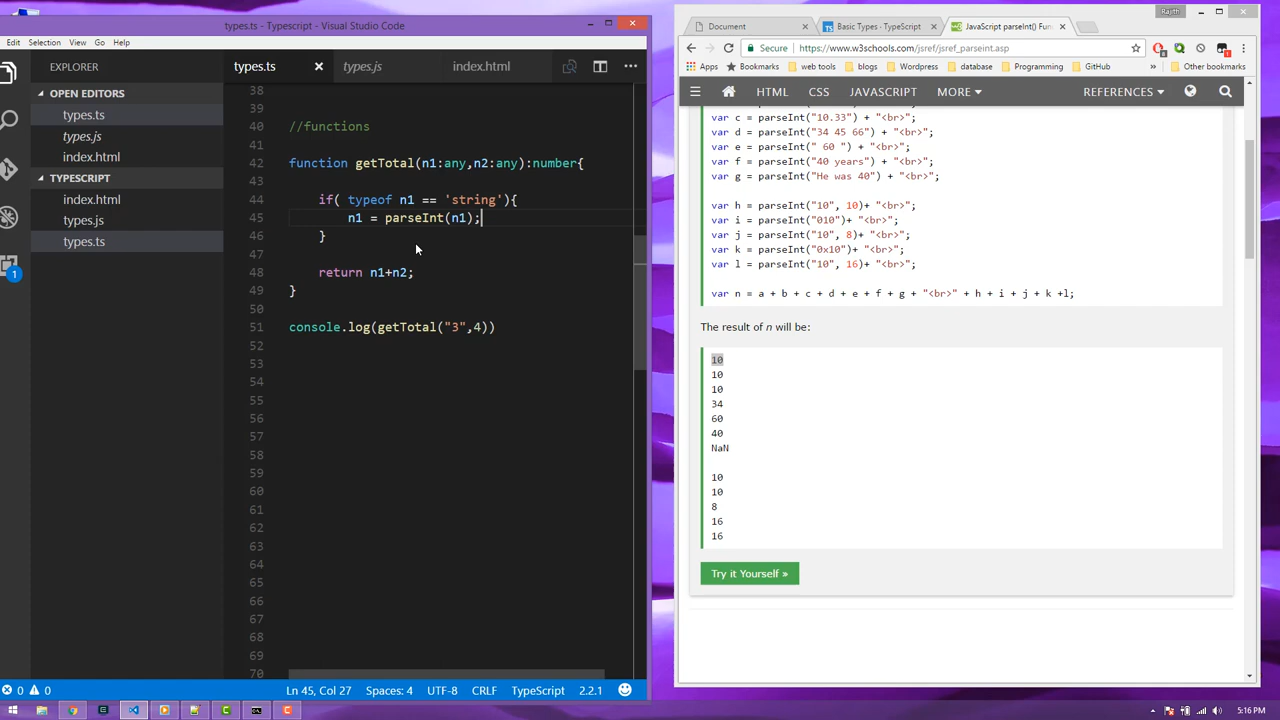 types.ts - Typescript - Visual Studio Code
Edit Selection View Go Help
EXPLORER
OPEN EDITORS
types.ts
types.js
index.html
TYPESCRIPT
index.html
types.js
types.ts
1
types.ts types.js index.html
38
39
40 //functions
41
42 function getTotal(n1:any,n2:any):number{
43
44 if( typeof n1 == 'string'){
45 n1 = parseInt(n1);
46 }
47
48 return n1+n2;
49 }
50
51 console.log(getTotal("3",4))
52
53
54
55
56
57
58
59
60
61
62
63
64
65
66
67
68
69
70
0 0 Ln 45, Col 27 Spaces: 4 UTF-8 CRLF TypeScript 2.2.1
Rajith
Document Basic Types - TypeScript JavaScript parseInt() Fun
Secure https://www.w3schools.com/jsref/jsref_parseint.asp
Apps Bookmarks web tools blogs Wordpress database Programming GitHub » Other bookmarks
HTML CSS JAVASCRIPT MORE REFERENCES
var c = parseInt("10.33") + "<br>";
var d = parseInt("34 45 66") + "<br>";
var e = parseInt(" 60 ") + "<br>";
var f = parseInt("40 years") + "<br>";
var g = parseInt("He was 40") + "<br>";
var h = parseInt("10", 10)+ "<br>";
var i = parseInt("010")+ "<br>";
var j = parseInt("10", 8)+ "<br>";
var k = parseInt("0x10")+ "<br>";
var l = parseInt("10", 16)+ "<br>";
var n = a + b + c + d + e + f + g + "<br>" + h + i + j + k +l;
The result of n will be:
10
10
10
34
60
40
NaN
10
10
8
16
16
Try it Yourself »
5:16 PM